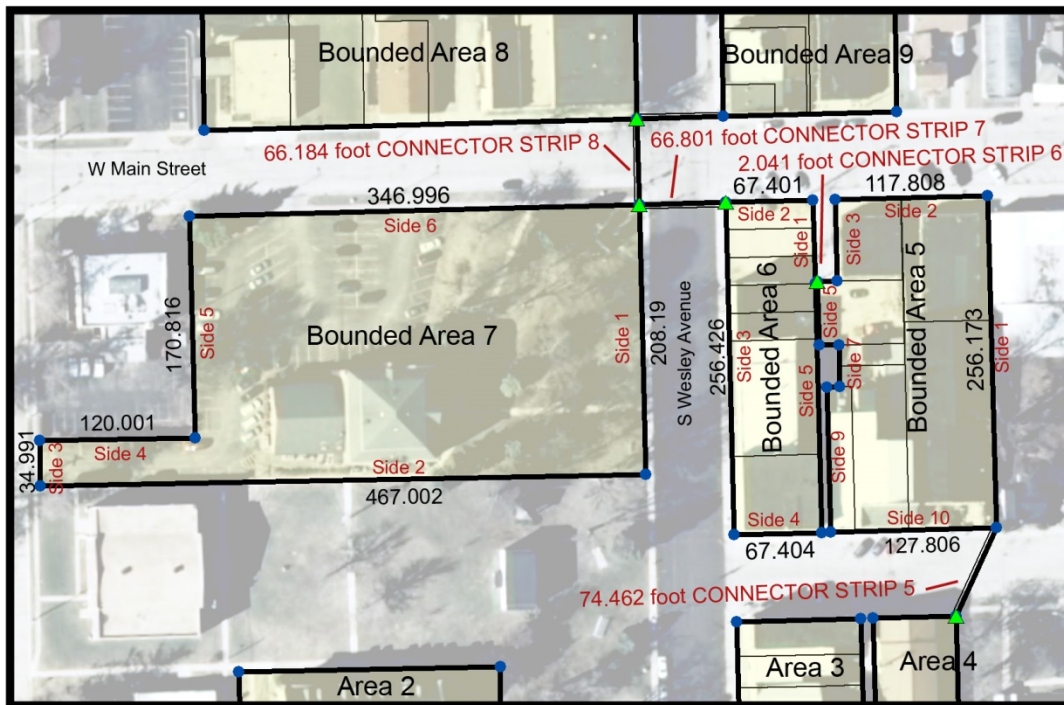 Bounded Area 8
Bounded Area 9
W Main Street
66.184 foot CONNECTOR STRIP 8
66.801 foot CONNECTOR STRIP 7
2.041 foot CONNECTOR STRIP 6
346.996
Side 6
67.401
Side 2
117.808
Side 2
Side 1
Side 3
170.816
Side 5
Bounded Area 7
Side 1
208.19
S Wesley Avenue
256.426
Side 3
Bounded Area 6
Side 5
Side 5
Side 7
Side 9
Bounded Area 5
256.173
Side 1
120.001
Side 4
34.991
Side 3
Side 2
467.002
Side 4
67.404
Side 10
127.806
74.462 foot CONNECTOR STRIP 5
Area 2
Area 3
Area 4